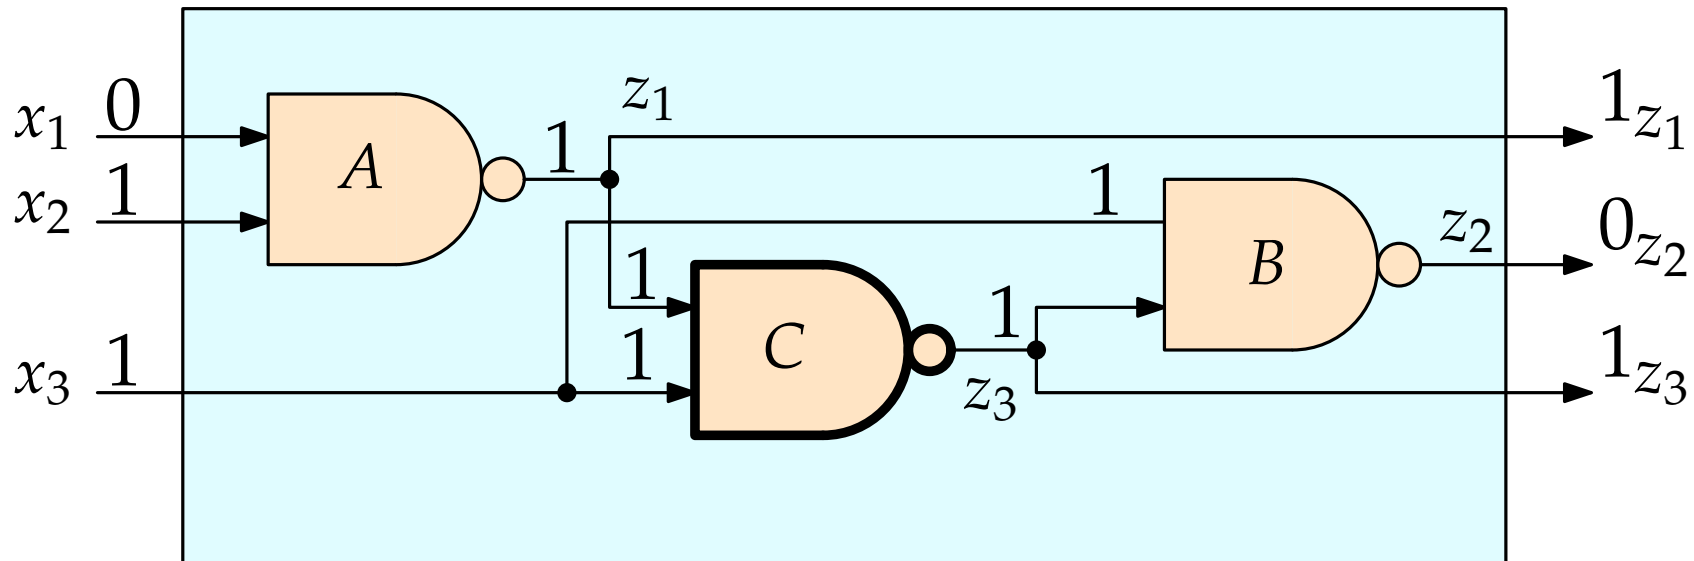 x₁ 0 A 1 z₁ 1 z₁
x₂ 1 1 B z₂ 0 z₂
1 C 1
x₃ 1 1 z₃ 1 z₃